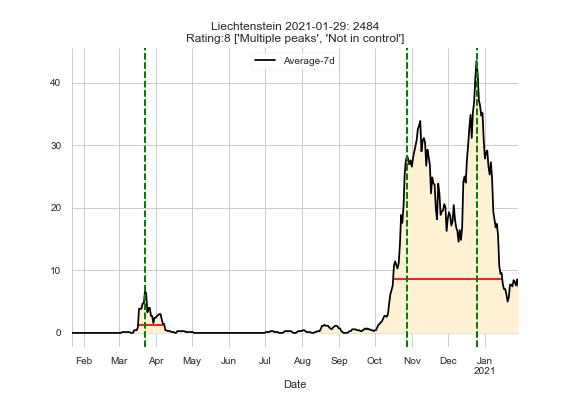 Liechtenstein 2021-01-29: 2484
Rating:8 ['Multiple peaks', 'Not in control']
Average-7d
40
30
20
10
0
Feb Mar Apr May Jun Jul Aug Sep Oct Nov Dec Jan
2021
Date